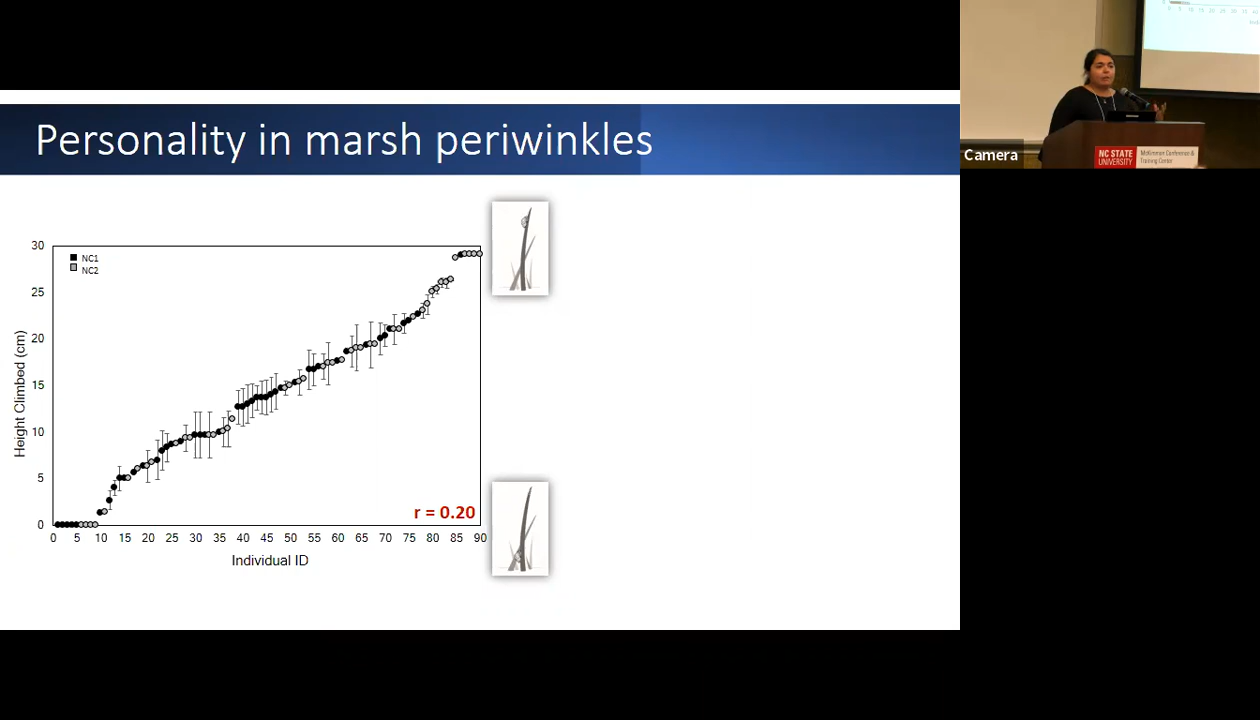 Personality in marsh periwinkles
NC1
NC2
Height Climbed (cm)
30
25
20
15
10
5
0
r = 0.20
0 5 10 15 20 25 30 35 40 45 50 55 60 65 70 75 80 85 90
Individual ID
Camera
NC STATE
UNIVERSITY
McKimmon Conference &
Training Center